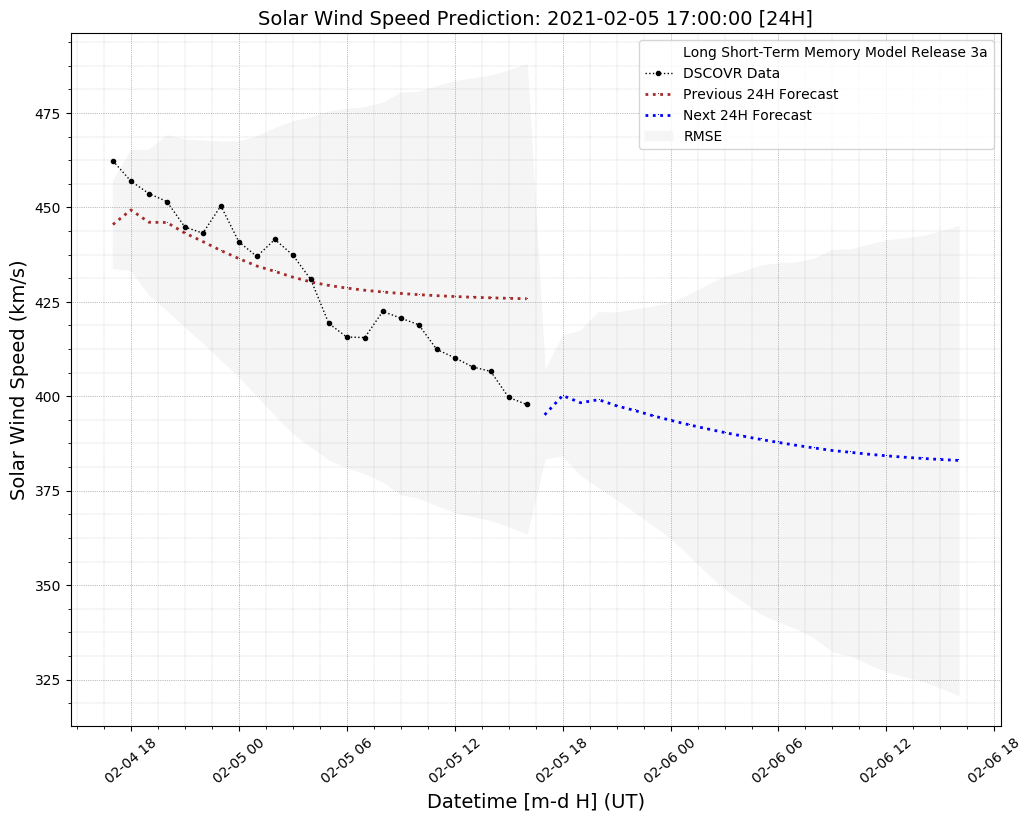 Solar Wind Speed Prediction: 2021-02-05 17:00:00 [24H]
Long Short-Term Memory Model Release 3a
DSCOVR Data
Previous 24H Forecast
Next 24H Forecast
RMSE
Solar Wind Speed (km/s)
475
450
425
400
375
350
325
02-04 18
02-05 00
02-05 06
02-05 12
02-05 18
02-06 00
02-06 06
02-06 12
02-06 18
Datetime [m-d H] (UT)